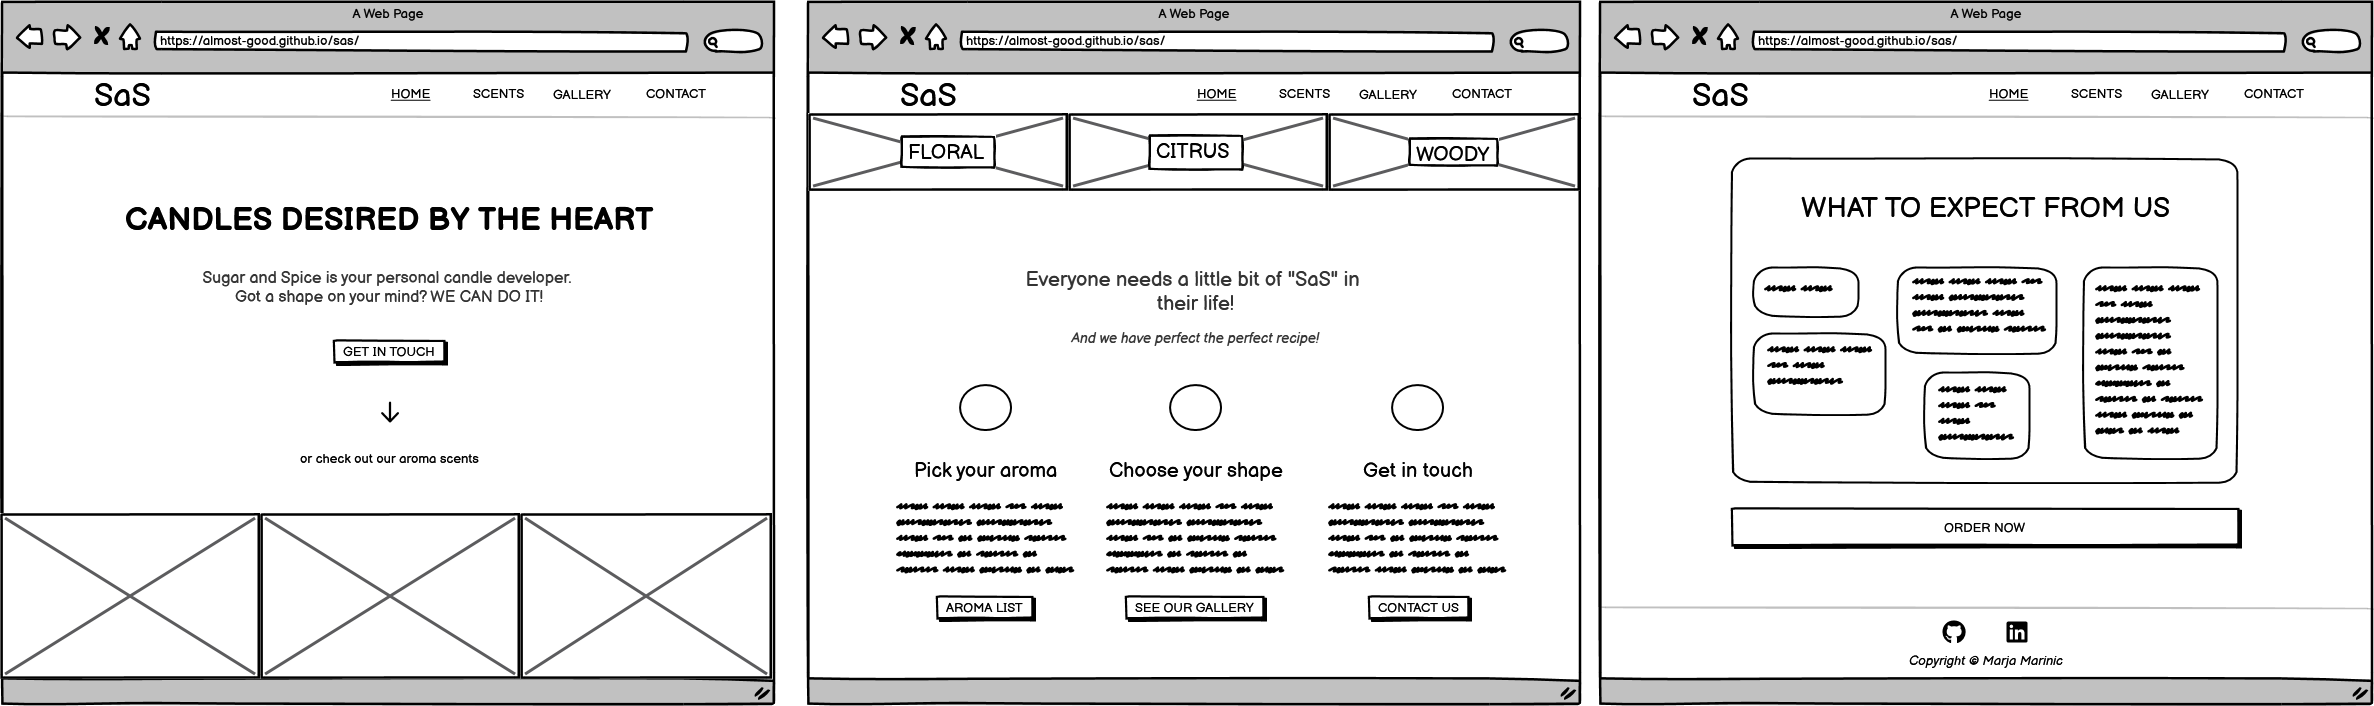 A Web Page
https://almost-good.github.io/sas/
SaS
HOME SCENTS GALLERY CONTACT
CANDLES DESIRED BY THE HEART
Sugar and Spice is your personal candle developer.
Got a shape on your mind? WE CAN DO IT!
GET IN TOUCH
or check out our aroma scents
A Web Page
https://almost-good.github.io/sas/
SaS
HOME SCENTS GALLERY CONTACT
FLORAL CITRUS WOODY
Everyone needs a little bit of "SaS" in
their life!
And we have perfect the perfect recipe!
Pick your aroma Choose your shape Get in touch
AROMA LIST SEE OUR GALLERY CONTACT US
A Web Page
https://almost-good.github.io/sas/
SaS
HOME SCENTS GALLERY CONTACT
WHAT TO EXPECT FROM US
ORDER NOW
in
Copyright © Marja Marinic